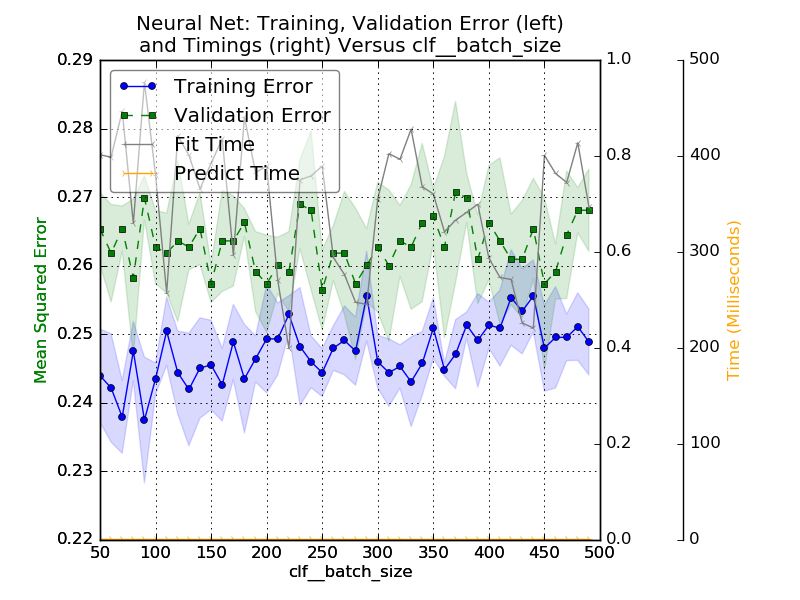 Neural Net: Training, Validation Error (left)
and Timings (right) Versus clf__batch_size
Training Error
Validation Error
Fit Time
Predict Time
Mean Squared Error
0.29
0.28
0.27
0.26
0.25
0.24
0.23
0.22
50 100 150 200 250 300 350 400 450 500
clf__batch_size
1.0
0.8
0.6
0.4
0.2
0.0
500
400
300
200
100
0
Time (Milliseconds)